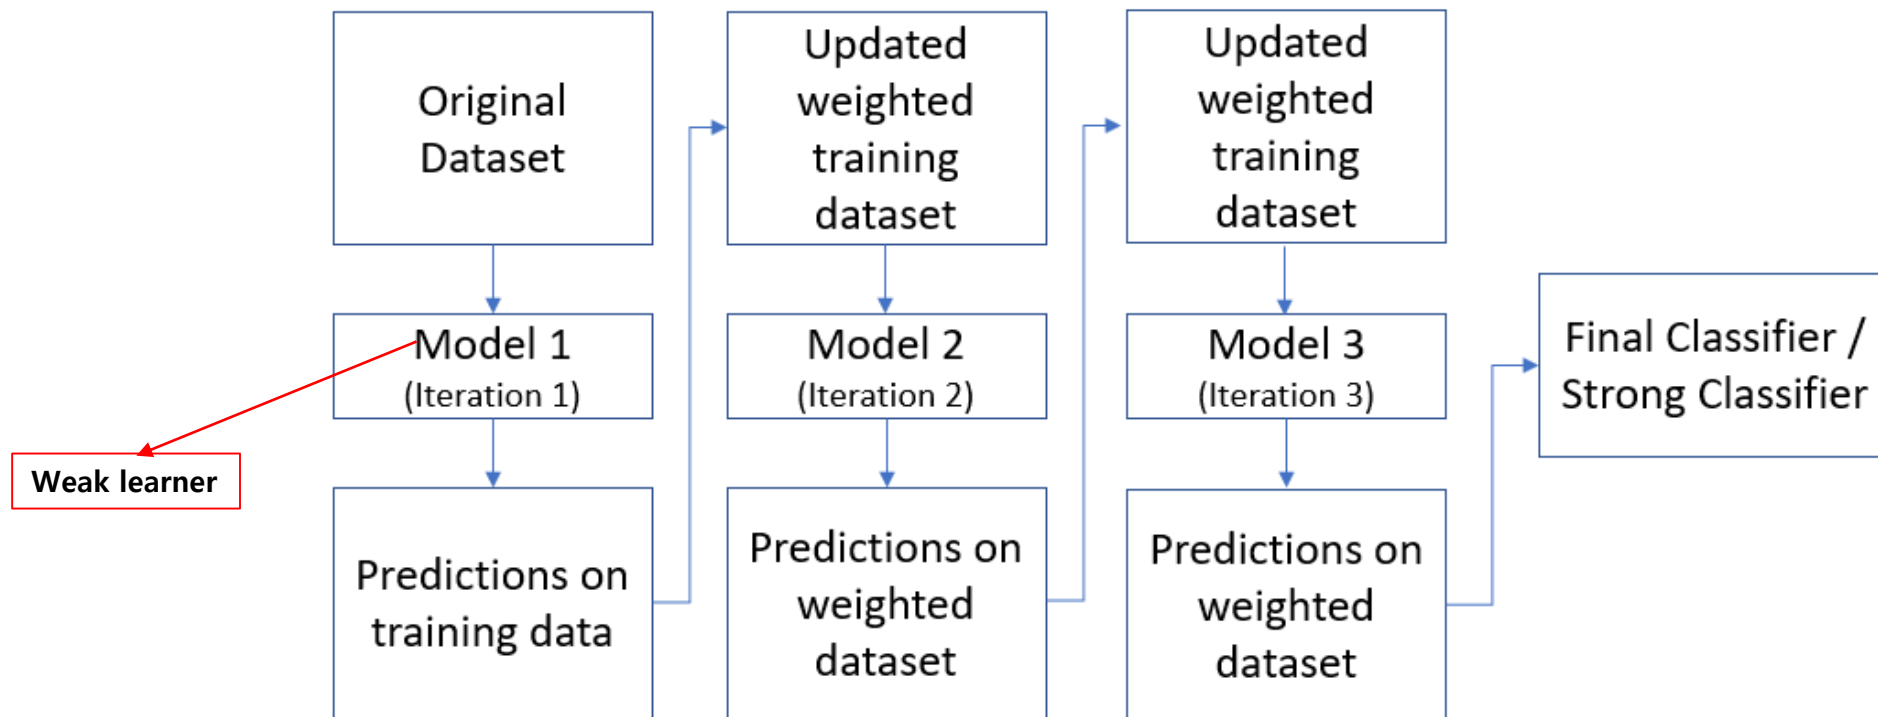 Original
Dataset
Updated
weighted
training
dataset
Updated
weighted
training
dataset
Model 1
(Iteration 1)
Model 2
(Iteration 2)
Model 3
(Iteration 3)
Final Classifier /
Strong Classifier
Weak learner
Predictions on
training data
Predictions on
weighted
dataset
Predictions on
weighted
dataset